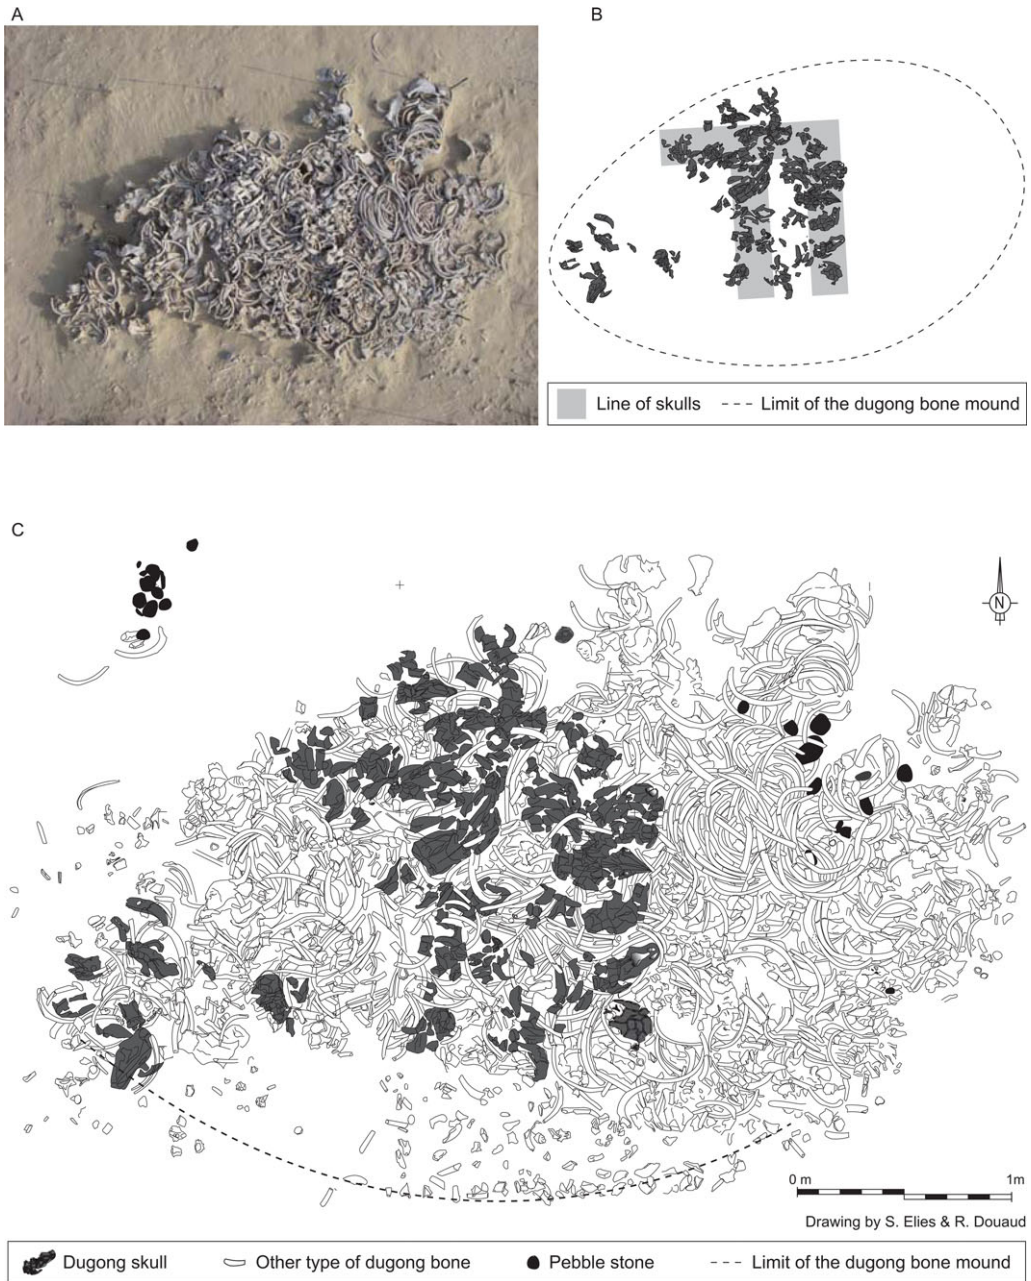 A
B
Line of skulls
Limit of the dugong bone mound
C
N
0 m 1m
Drawing by S. Elies & R. Douaud
Dugong skull Other type of dugong bone Pebble stone Limit of the dugong bone mound